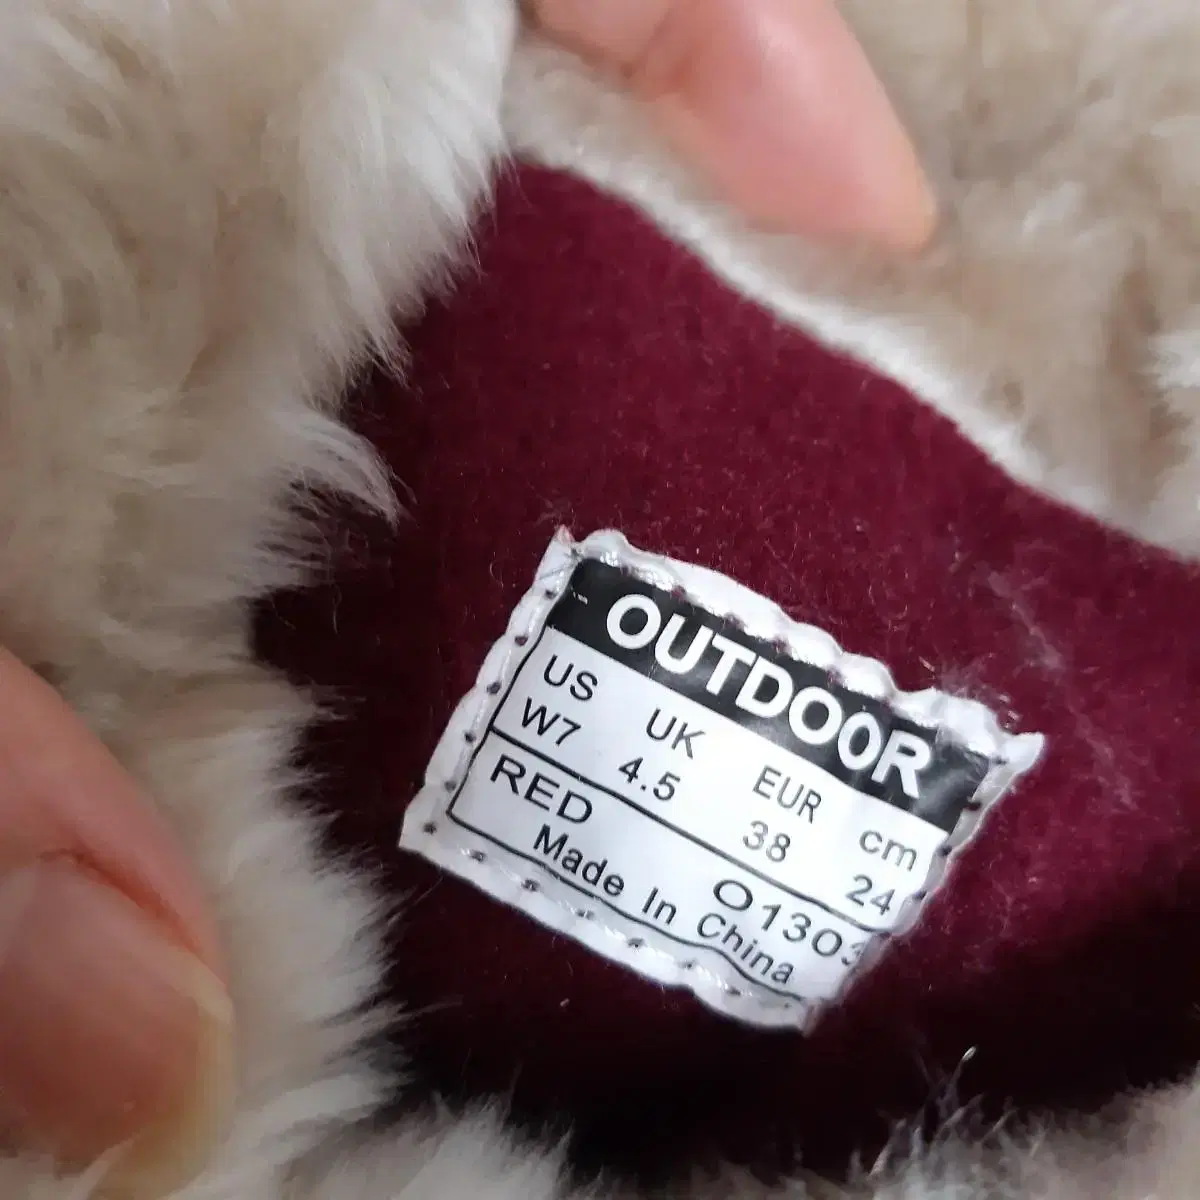 OUTDOOR
US UK EUR cm
W7 4.5 38 24
RED O1303
Made In China